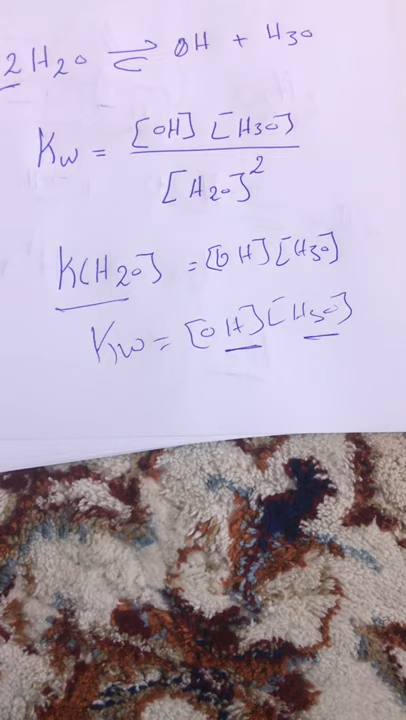 2H2O ⇌ OH + H3O
Kw = [OH] [H3O] / [H2O]^2
K[H2O] = [OH][H3O]
Kw = [OH][H3O]